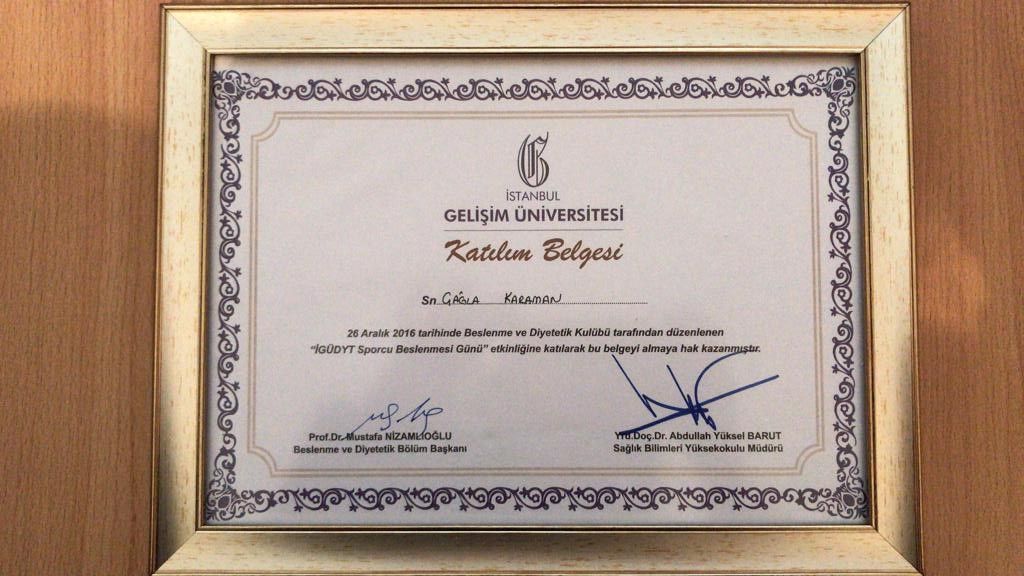 İSTANBUL
GELİŞİM ÜNİVERSİTESİ
Katılım Belgesi
Sn ÇAĞLA KARAMAN
26 Aralık 2016 tarihinde Beslenme ve Diyetetik Kulübü tarafından düzenlenen
“İGÜDYT Sporcu Beslenmesi Günü” etkinliğine katılarak bu belgeyi almaya hak kazanmıştır.
Prof.Dr. Mustafa NİZAMLIOĞLU
Beslenme ve Diyetetik Bölüm Başkanı
Yrd.Doç.Dr. Abdullah Yüksel BARUT
Sağlık Bilimleri Yüksekokulu Müdürü